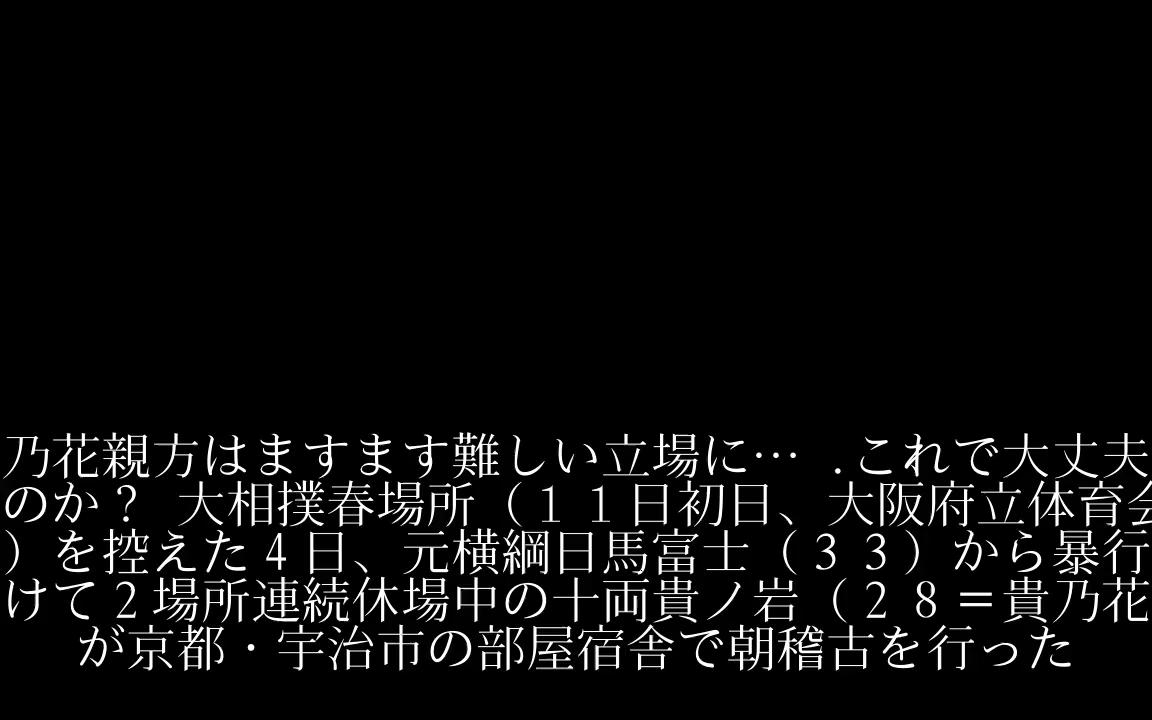 乃花親方はますます難しい立場に… .これで大丈夫
のか？ 大相撲春場所（１１日初日、大阪府立体育会
）を控えた４日、元横綱日馬富士（３３）から暴行
けて２場所連続休場中の十両貴ノ岩（２８＝貴乃花
が京都・宇治市の部屋宿舎で朝稽古を行った